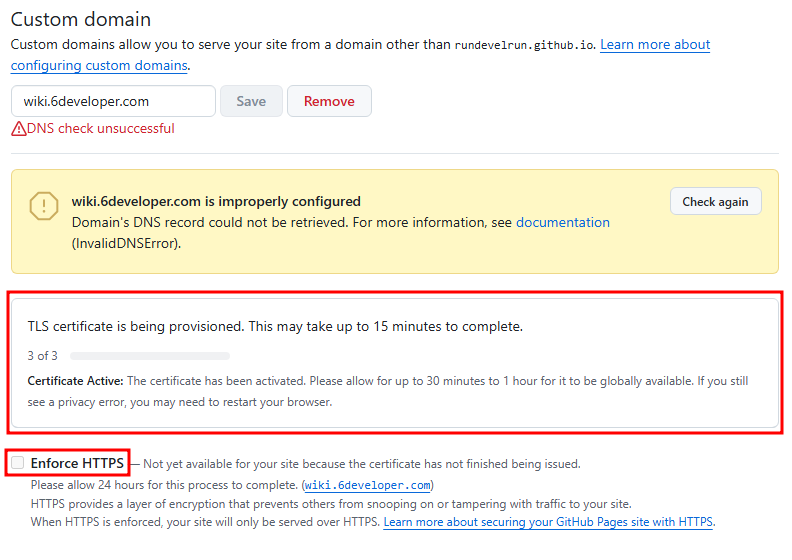 Custom domain
Custom domains allow you to serve your site from a domain other than rundevelrun.github.io. Learn more about
configuring custom domains.
wiki.6developer.com Save Remove
DNS check unsuccessful
wiki.6developer.com is improperly configured
Domain's DNS record could not be retrieved. For more information, see documentation
(InvalidDNSError).
Check again
TLS certificate is being provisioned. This may take up to 15 minutes to complete.
3 of 3
Certificate Active: The certificate has been activated. Please allow for up to 30 minutes to 1 hour for it to be globally available. If you still
see a privacy error, you may need to restart your browser.
Enforce HTTPS — Not yet available for your site because the certificate has not finished being issued.
Please allow 24 hours for this process to complete. (wiki.6developer.com)
HTTPS provides a layer of encryption that prevents others from snooping on or tampering with traffic to your site.
When HTTPS is enforced, your site will only be served over HTTPS. Learn more about securing your GitHub Pages site with HTTPS.